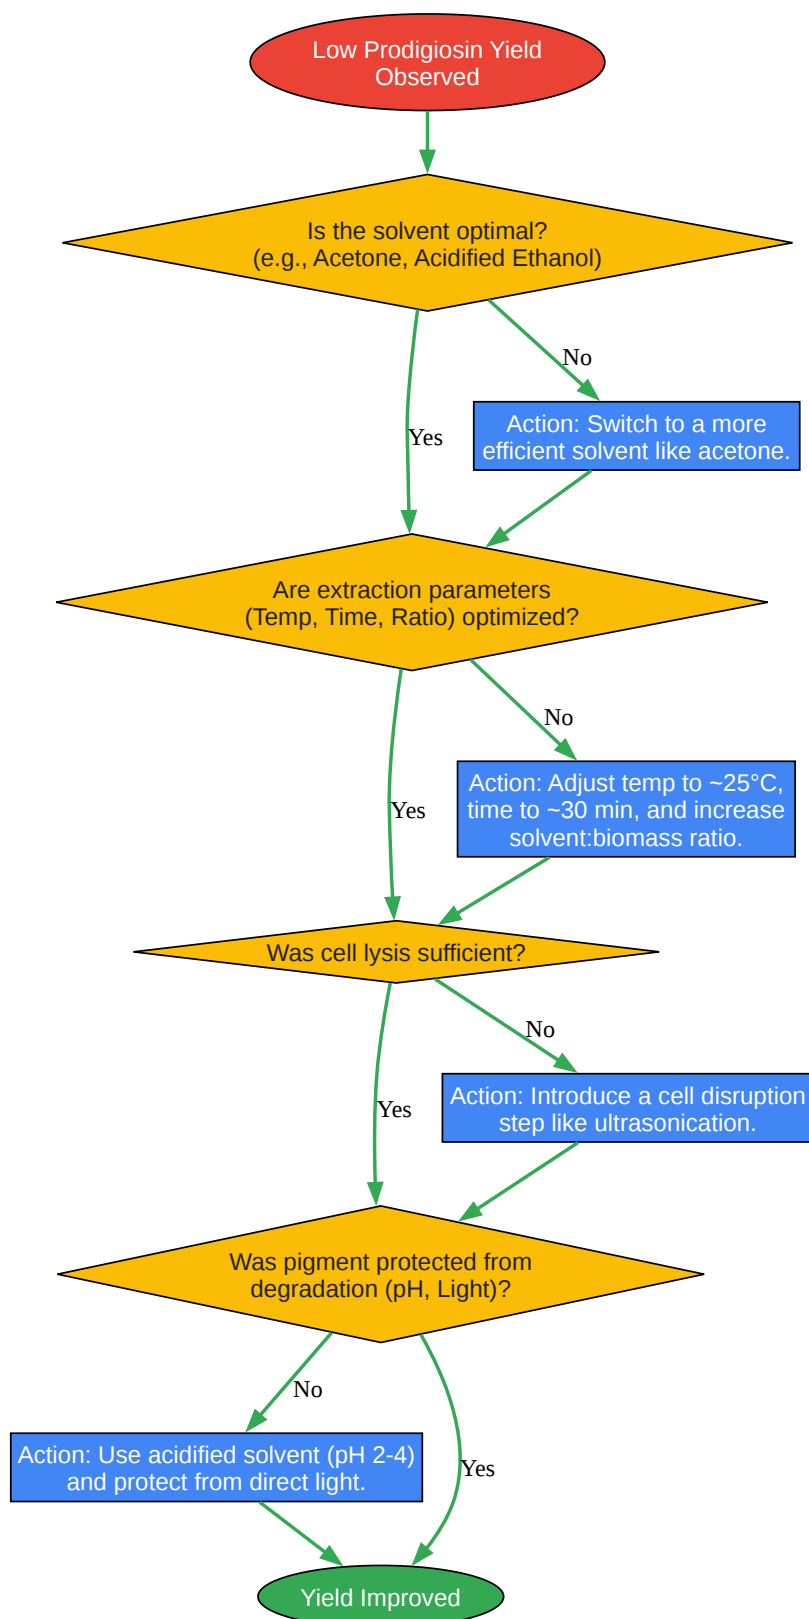 Low Prodigiosin Yield
Observed
Is the solvent optimal?
(e.g., Acetone, Acidified Ethanol)
No
Action: Switch to a more
efficient solvent like acetone.
Yes
Are extraction parameters
(Temp, Time, Ratio) optimized?
No
Action: Adjust temp to ~25°C,
time to ~30 min, and increase
solvent:biomass ratio.
Yes
Was cell lysis sufficient?
No
Action: Introduce a cell disruption
step like ultrasonication.
Yes
Was pigment protected from
degradation (pH, Light)?
No
Action: Use acidified solvent (pH 2-4)
and protect from direct light.
Yes
Yield Improved